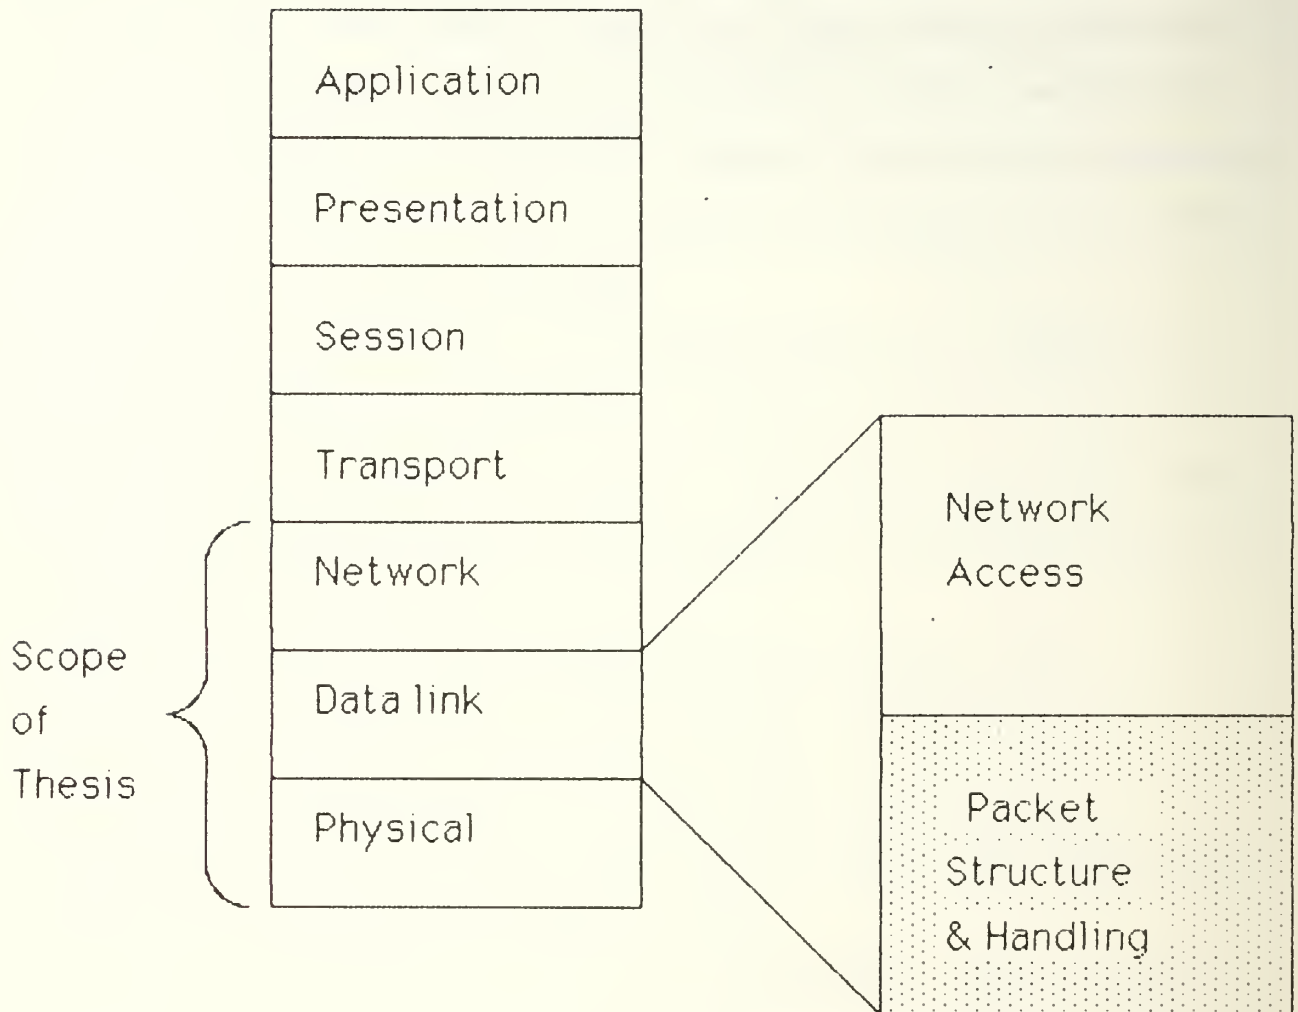 Application
Presentation
Session
Transport
Network
Data link
Physical
Scope
of
Thesis
Network
Access
Packet
Structure
& Handling